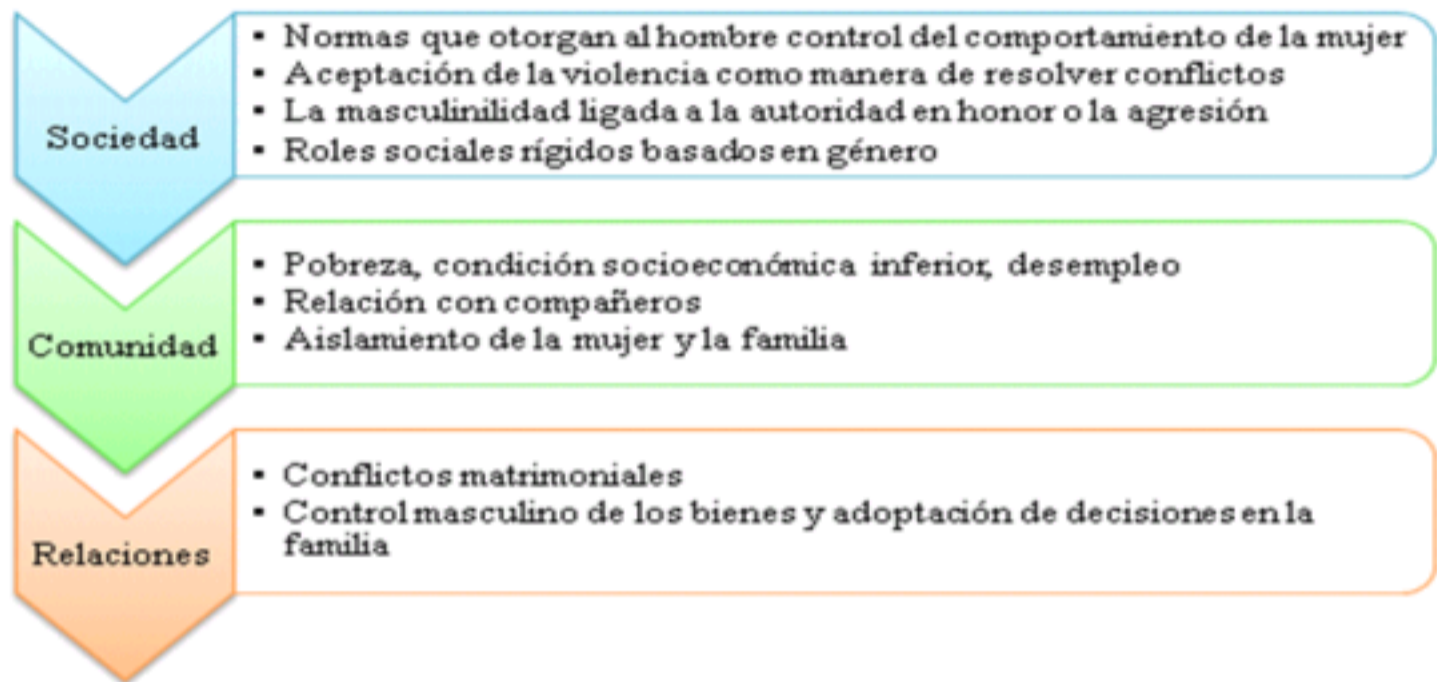 Sociedad
▪ Normas que otorgan al hombre control del comportamiento de la mujer
▪ Aceptación de la violencia como manera de resolver conflictos
▪ La masculinilidad ligada a la autoridad en honor o la agresión
▪ Roles sociales rígidos basados en género
Comunidad
▪ Pobreza, condición socioeconómica inferior, desempleo
▪ Relación con compañeros
▪ Aislamiento de la mujer y la familia
Relaciones
▪ Conflictos matrimoniales
▪ Control masculino de los bienes y adoptación de decisiones en la
familia